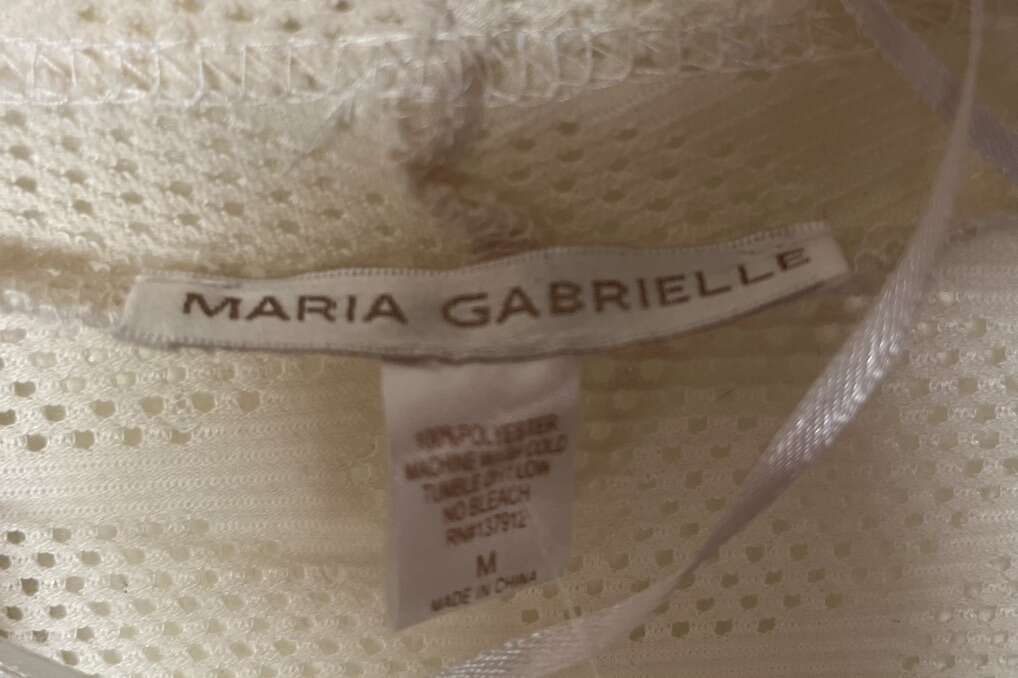 MARIA GABRIELLE
100% POLYESTER
MACHINE WASH COLD
TUMBLE DRY LOW
NO BLEACH
RN#137912
M
MADE IN CHINA